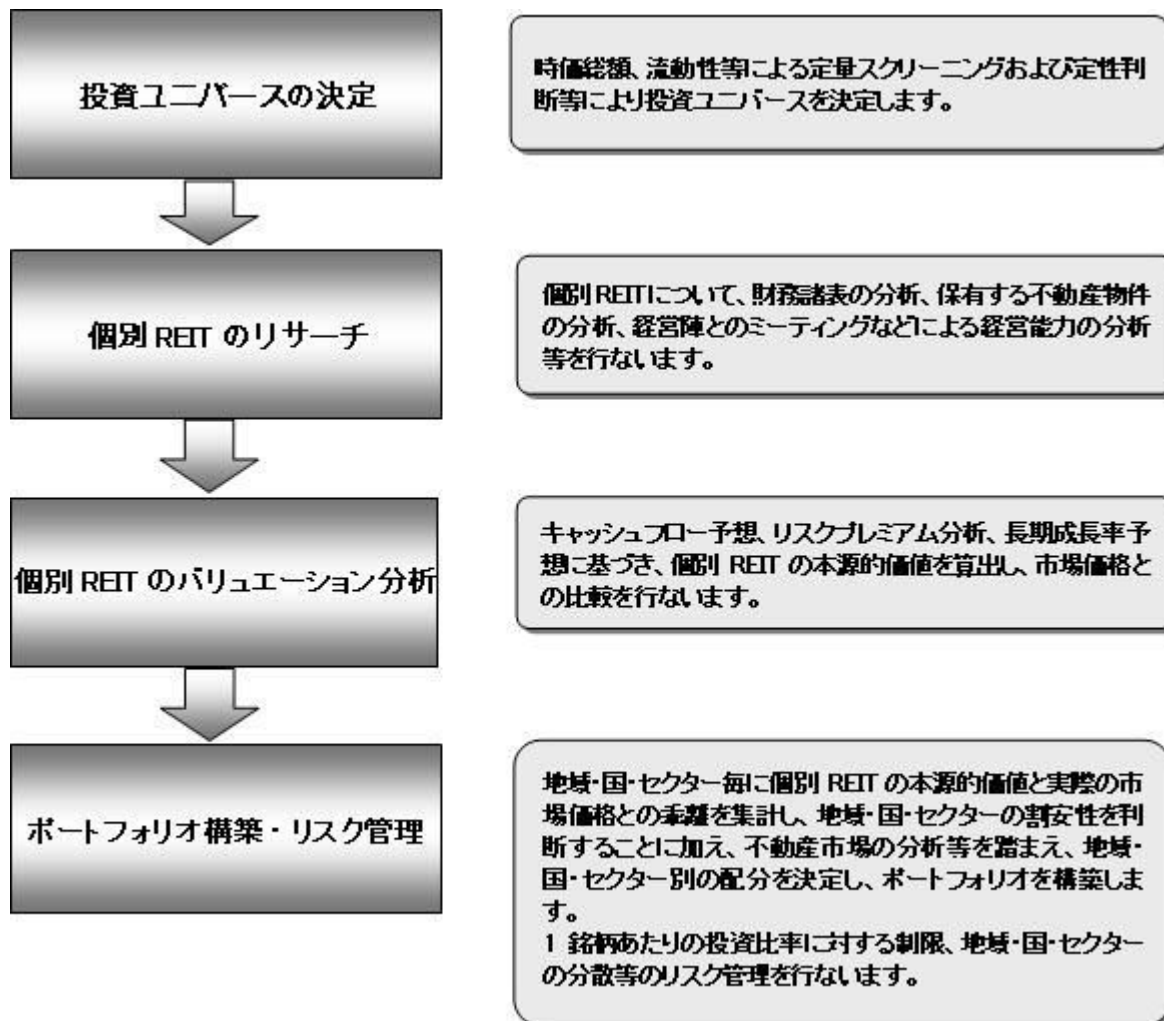 投資ユニバースの決定
時価総額、流動性等による定量スクリーニングおよび定性判
断等により投資ユニバースを決定します。
個別 REIT のリサーチ
個別 REITについて、財務諸表の分析、保有する不動産物件
の分析、経営陣とのミーティングなどによる経営能力の分析
等を行ないます。
個別 REIT のバリュエーション分析
キャッシュフロー予想、リスクプレミアム分析、長期成長率予
想に基づき、個別 REIT の本源的価値を算出し、市場価格と
の比較を行ないます。
ポートフォリオ構築・リスク管理
地域・国・セクター毎に個別 REIT の本源的価値と実際の市
場価格との乖離を集計し、地域・国・セクターの割安性を判
断することに加え、不動産市場の分析等を踏まえ、地域・
国・セクター別の配分を決定し、ポートフォリオを構築しま
す。
1 銘柄あたりの投資比率に対する制限、地域・国・セクター
の分散等のリスク管理を行ないます。